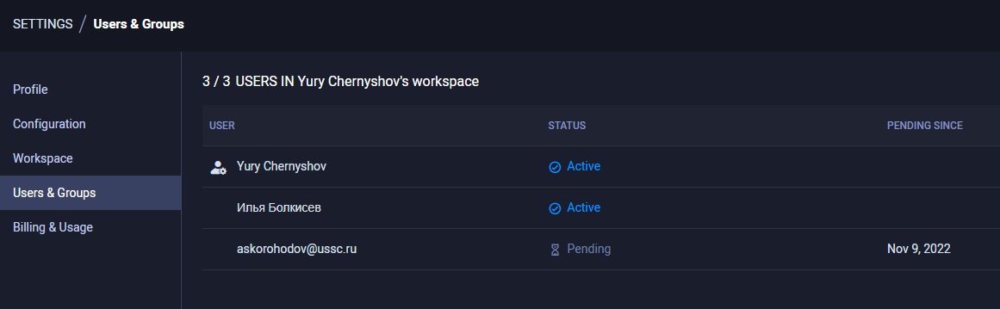 SETTINGS / Users & Groups
Profile
Configuration
Workspace
Users & Groups
Billing & Usage
3 / 3 USERS IN Yury Chernyshov's workspace
USER STATUS PENDING SINCE
Yury Chernyshov Active
Илья Болкисев Active
askorohodov@ussc.ru Pending Nov 9, 2022